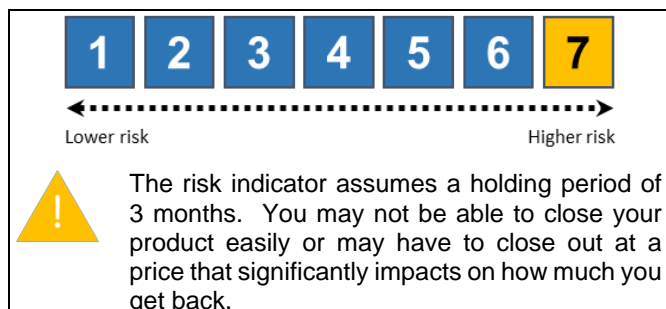 1 2 3 4 5 6 7
Lower risk Higher risk
!
The risk indicator assumes a holding period of
3 months. You may not be able to close your
product easily or may have to close out at a
price that significantly impacts on how much you
get back.